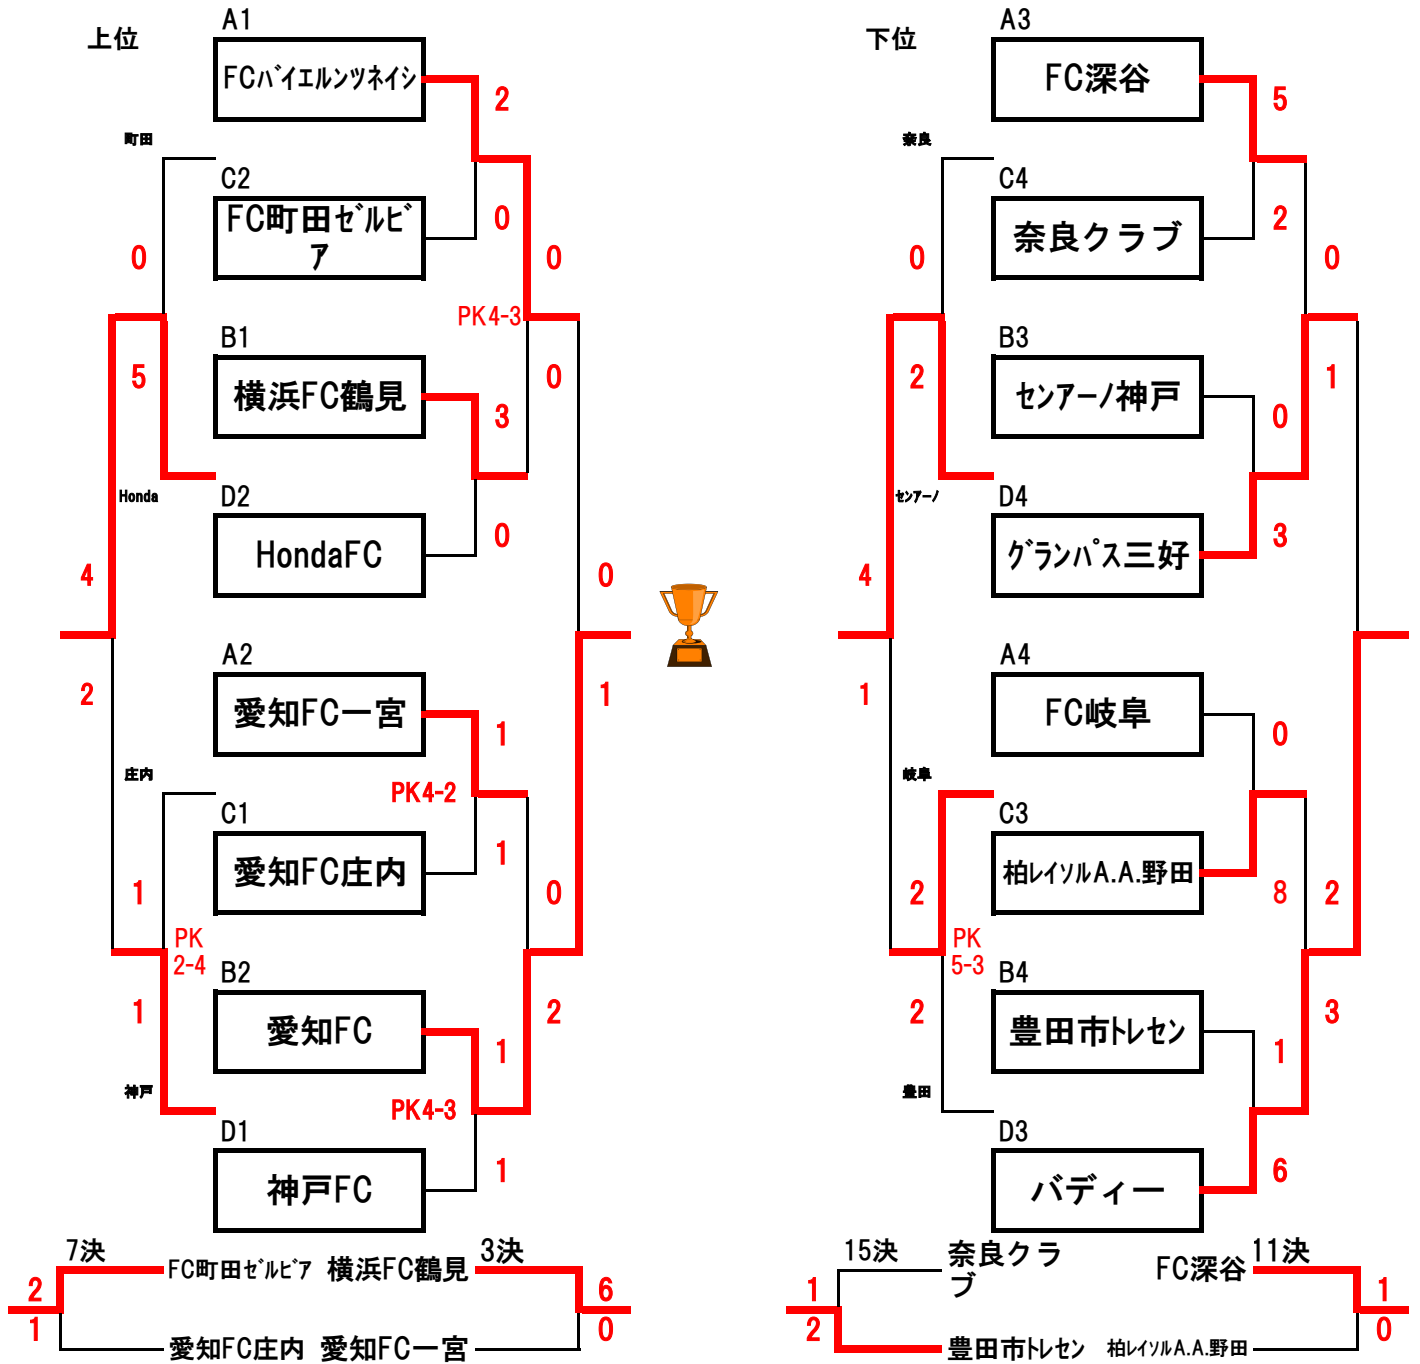 上位
A1
FCバイエルンツネイシ
2
町田
C2
FC町田ゼルビ
ア
0
0
0
PK4-3
B1
横浜FC鶴見
5
0
3
Honda
D2
HondaFC
0
4
0
A2
愛知FC一宮
2
1
1
庄内
PK4-2
C1
愛知FC庄内
1
1
0
PK
2-4
B2
愛知FC
1
1
2
神戸
PK4-3
D1
神戸FC
1
7決
3決
FC町田ゼルビア 横浜FC鶴見
2
6
1
0
愛知FC庄内 愛知FC一宮
下位
A3
FC深谷
5
奈良
C4
奈良クラブ
2
0
0
B3
センアーノ神戸
2
1
0
センアーノ
D4
グランパス三好
3
4
A4
FC岐阜
1
0
岐阜
C3
柏レイソルA.A.野田
2
8
2
PK
5-3
B4
豊田市トレセン
2
1
3
豊田
D3
バディー
6
15決
11決
奈良クラ
ブ
FC深谷
1
1
2
0
豊田市トレセン 柏レイソルA.A.野田